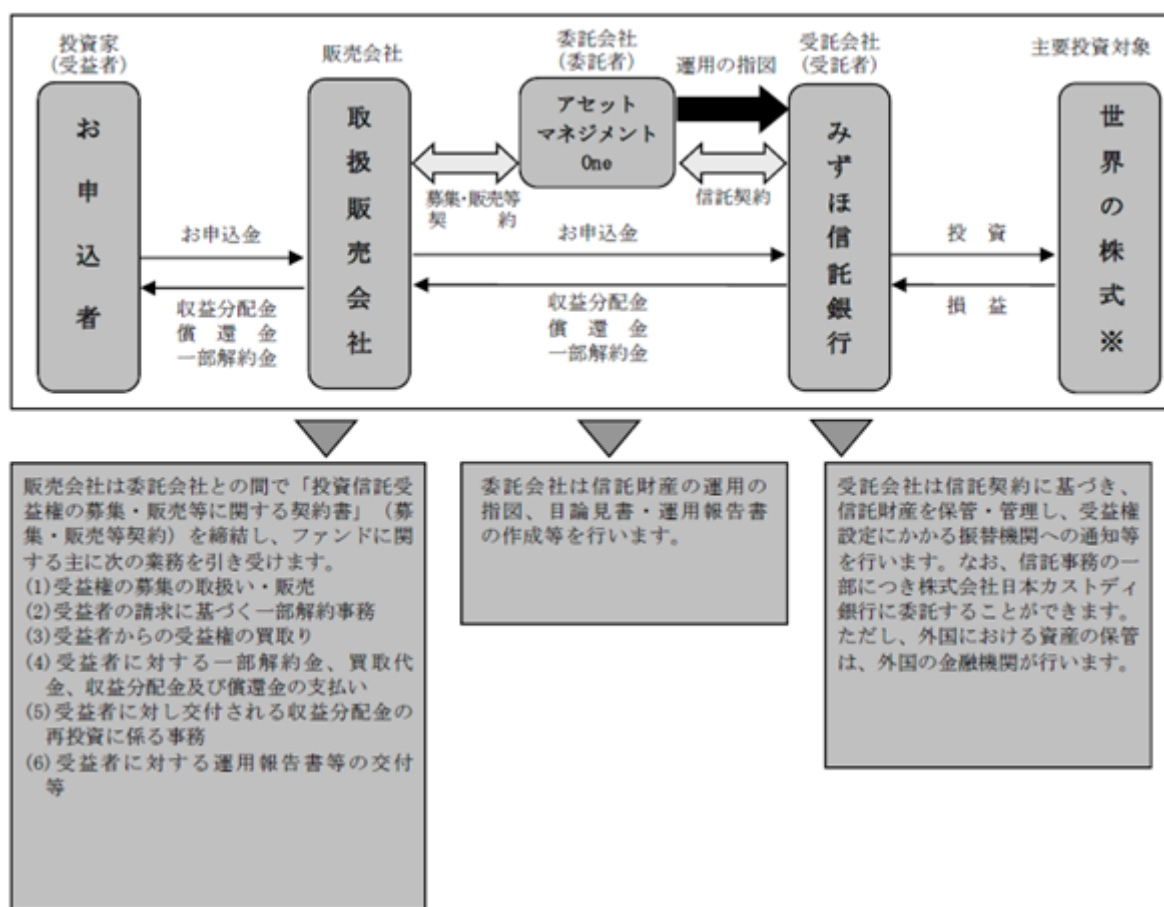 投資家
(受益者)
お申込者
販売会社
取扱販売会社
委託会社
(委託者)
アセット
マネジメント
One
運用の指図
受託会社
(受託者)
みずほ信託銀行
主要投資対象
世界の株式※
募集・販売等
契　約
信託契約
お申込金
収益分配金
償　還　金
一部解約金
お申込金
収益分配金
償　還　金
一部解約金
投　資
損　益
販売会社は委託会社との間で「投資信託受
益権の募集・販売等に関する契約書」（募
集・販売等契約）を締結し、ファンドに関
する主に次の業務を引き受けます。
(1)受益権の募集の取扱い・販売
(2)受益者の請求に基づく一部解約事務
(3)受益者からの受益権の買取り
(4)受益者に対する一部解約金、買取代
金、収益分配金及び償還金の支払い
(5)受益者に対し交付される収益分配金の
再投資に係る事務
(6)受益者に対する運用報告書等の交付
等
委託会社は信託財産の運用の
指図、目論見書・運用報告書
の作成等を行います。
受託会社は信託契約に基づき、
信託財産を保管・管理し、受益権
設定にかかる振替機関への通知等
を行います。なお、信託事務の一
部につき株式会社日本カストディ
銀行に委託することができます。
ただし、外国における資産の保管
は、外国の金融機関が行います。